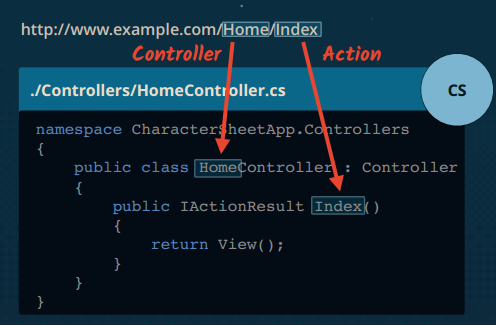 http://www.example.com/Home/Index
Controller Action
./Controllers/HomeController.cs
CS
namespace CharacterSheetApp.Controllers
{
    public class HomeController : Controller
    {
        public IActionResult Index()
        {
            return View();
        }
    }
}